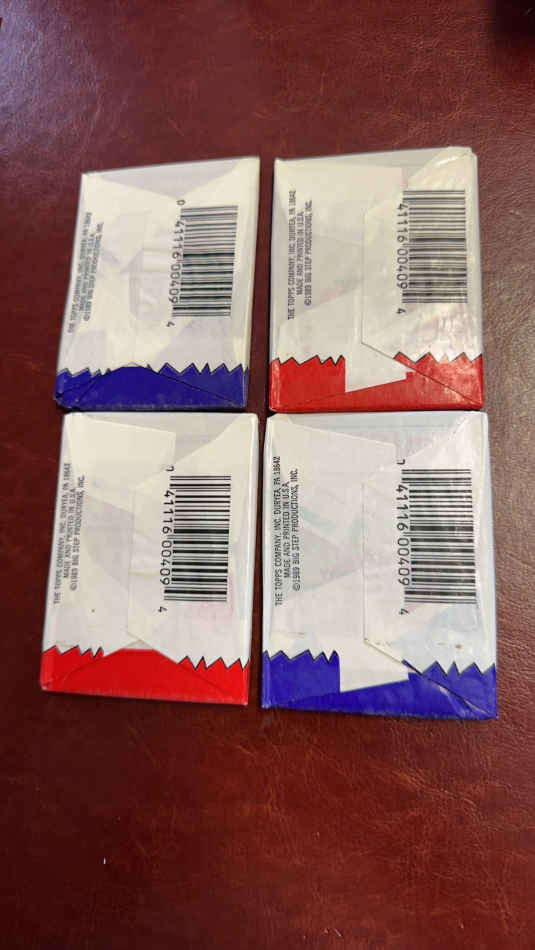 THE TOPPS COMPANY, INC. DURYEA, PA 18642
MADE AND PRINTED IN U.S.A.
©1989 BIG STEP PRODUCTIONS, INC.
0 41116 00409 4
THE TOPPS COMPANY, INC. DURYEA, PA 18642
MADE AND PRINTED IN U.S.A.
©1989 BIG STEP PRODUCTIONS, INC.
41116 00409 4
THE TOPPS COMPANY, INC. DURYEA, PA 18642
MADE AND PRINTED IN U.S.A.
©1989 BIG STEP PRODUCTIONS, INC.
0 41116 00409 4
THE TOPPS COMPANY, INC. DURYEA, PA 18642
MADE AND PRINTED IN U.S.A.
©1989 BIG STEP PRODUCTIONS, INC.
0 41116 00409 4